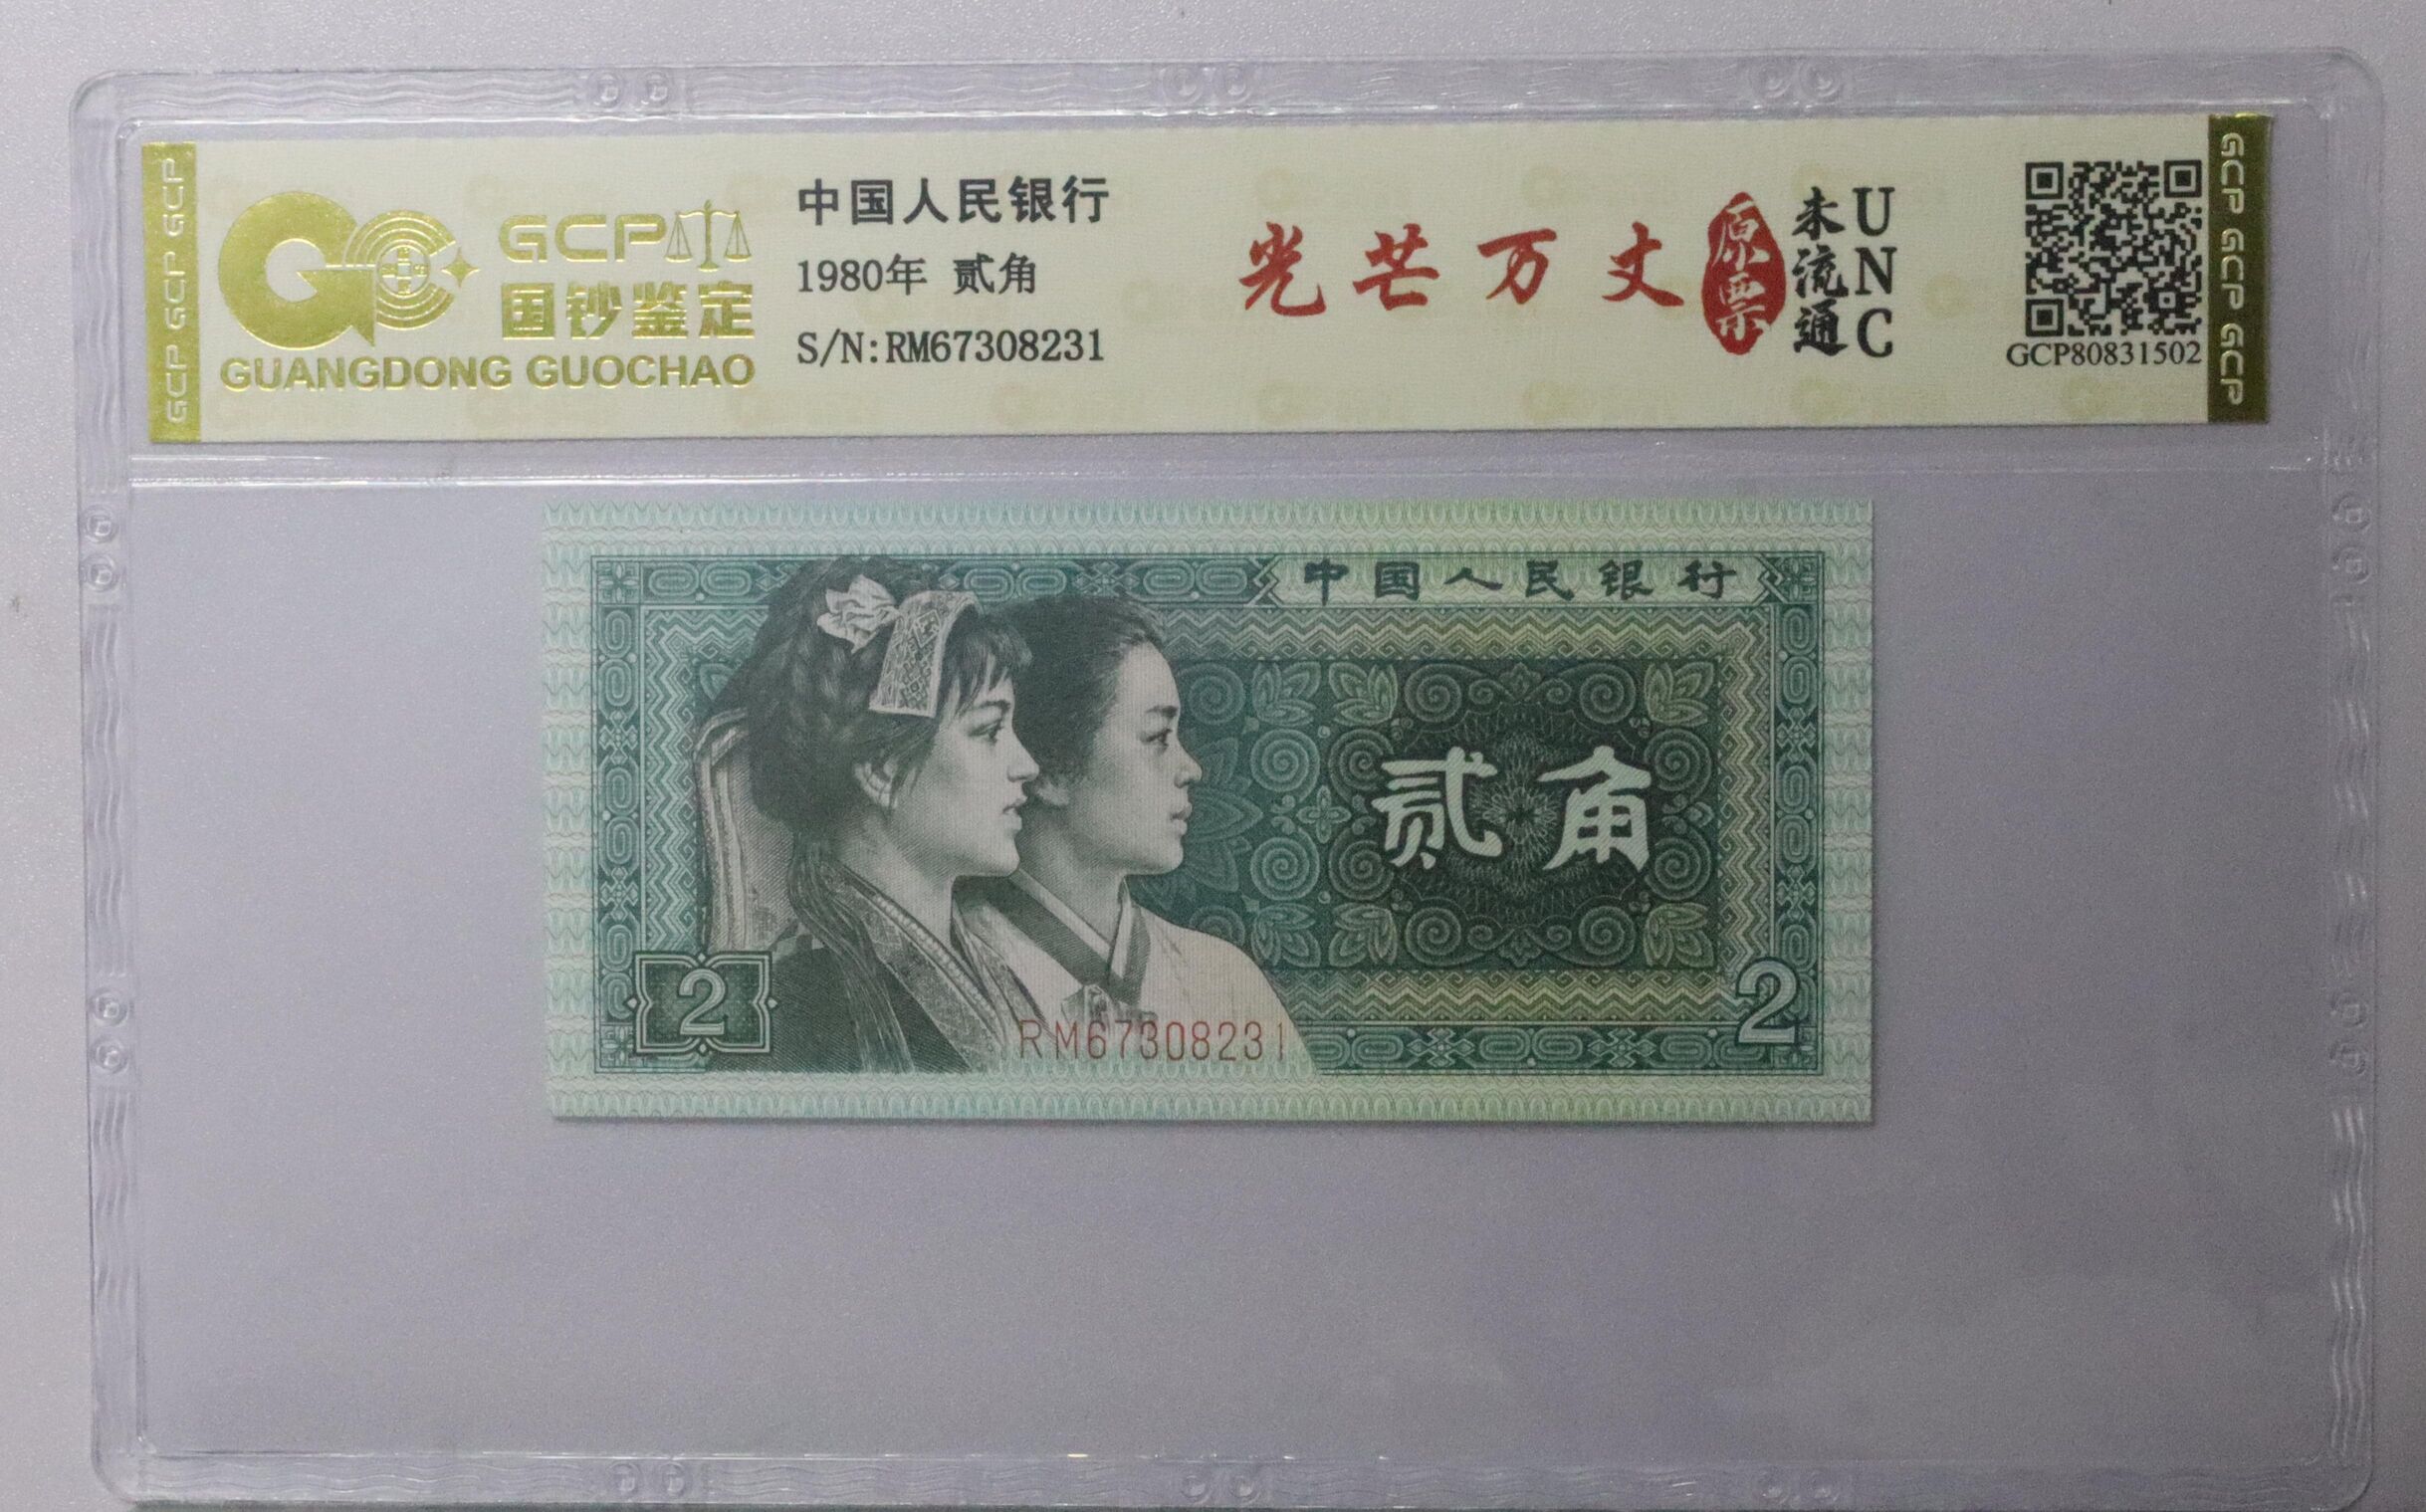 GCP GCP GCP
GCP
国钞鉴定
GUANGDONG GUOCHAO
中国人民银行
1980年 贰角
S/N:RM67308231
光芒万丈
原票
未流通
UNC
GCP80831502
GCP GCP GCP
中国人民银行
贰角
2
2
RM67308231